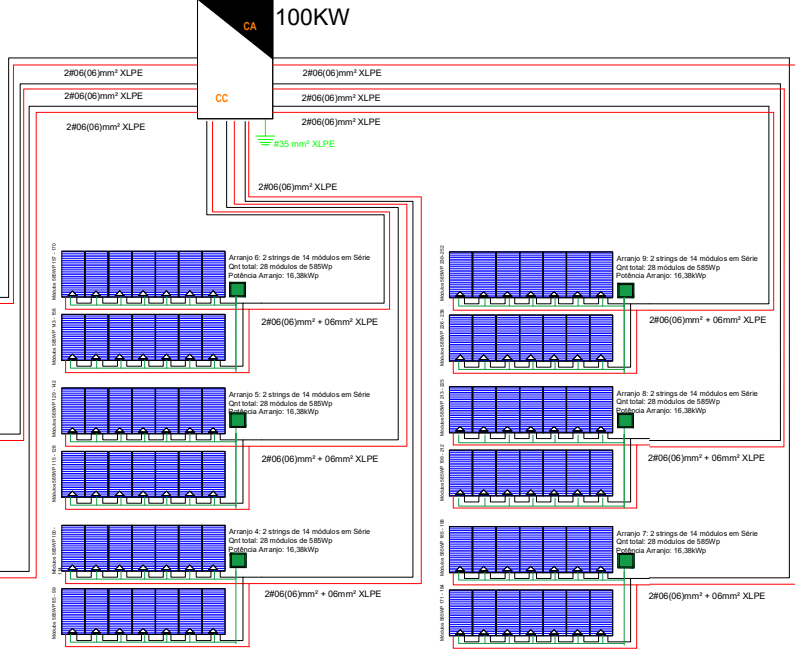 CA
100KW
2#06(06)mm² XLPE
2#06(06)mm² XLPE
2#06(06)mm² XLPE
2#06(06)mm² XLPE
CC
2#06(06)mm² XLPE
2#06(06)mm² XLPE
#35 mm² XLPE
2#06(06)mm² XLPE
Arranjo 6: 2 strings de 14 módulos em Série
Qnt total: 28 módulos de 585Wp
Potência Arranjo: 16,38kWp
2#06(06)mm² + 06mm² XLPE
Arranjo 9: 2 strings de 14 módulos em Série
Qnt total: 28 módulos de 585Wp
Potência Arranjo: 16,38kWp
2#06(06)mm² + 06mm² XLPE
Arranjo 5: 2 strings de 14 módulos em Série
Qnt total: 28 módulos de 585Wp
Potência Arranjo: 16,38kWp
2#06(06)mm² + 06mm² XLPE
Arranjo 8: 2 strings de 14 módulos em Série
Qnt total: 28 módulos de 585Wp
Potência Arranjo: 16,38kWp
2#06(06)mm² + 06mm² XLPE
Arranjo 4: 2 strings de 14 módulos em Série
Qnt total: 28 módulos de 585Wp
Potência Arranjo: 16,38kWp
2#06(06)mm² + 06mm² XLPE
Arranjo 7: 2 strings de 14 módulos em Série
Qnt total: 28 módulos de 585Wp
Potência Arranjo: 16,38kWp
2#06(06)mm² + 06mm² XLPE